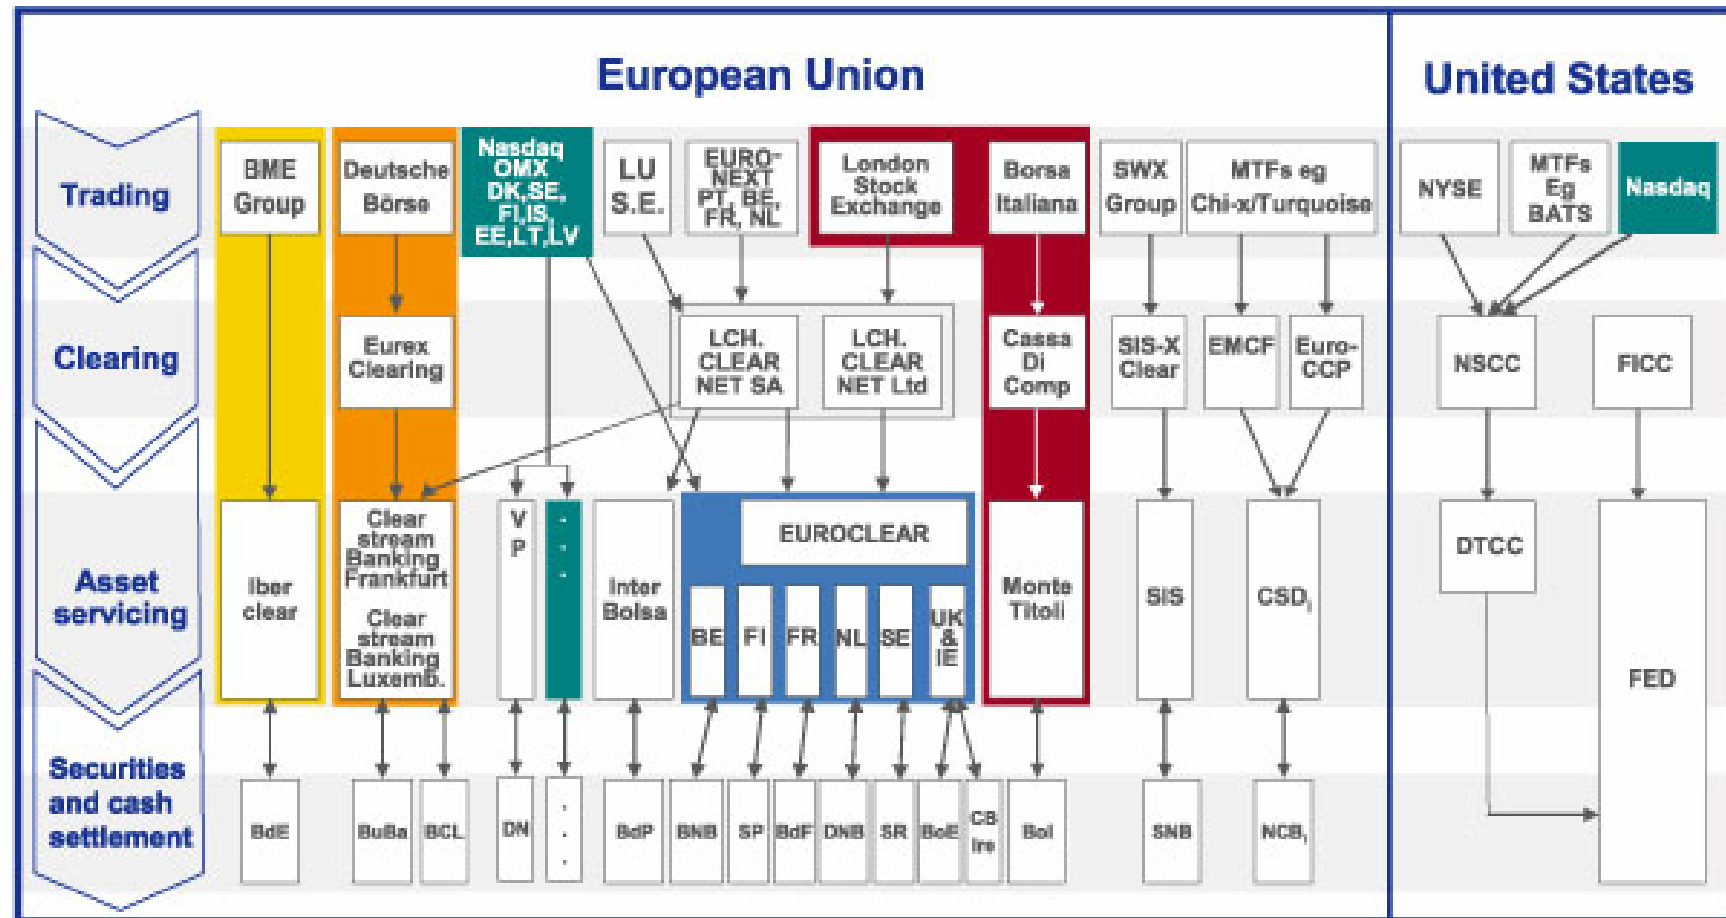 European Union
United States
Trading
BME
Group
Deutsche
Börse
Nasdaq
OMX
DK,SE,
FI,IS,
EE,LT,LV
LU
S.E.
EURO-
NEXT
PT, BE,
FR, NL
London
Stock
Exchange
Borsa
Italiana
SWX
Group
MTFs eg
Chi-x/Turquoise
NYSE
MTFs
Eg
BATS
Nasdaq
Clearing
Eurex
Clearing
LCH.
CLEAR
NET SA
LCH.
CLEAR
NET Ltd
Cassa
Di
Comp
SIS-X
Clear
EMCF
Euro-
CCP
NSCC
FICC
Asset
servicing
Iber
clear
Clear
stream
Banking
Frankfurt
Clear
stream
Banking
Luxemb.
V
P
.
.
.
Inter
Bolsa
EUROCLEAR
BE
FI
FR
NL
SE
UK
&
IE
Monte
Titoli
SIS
CSDi
DTCC
FED
Securities
and cash
settlement
BdE
BuBa
BCL
DN
.
.
.
BdP
BNB
SP
BdF
DNB
SR
BoE
CB
Ire
BoI
SNB
NCBi